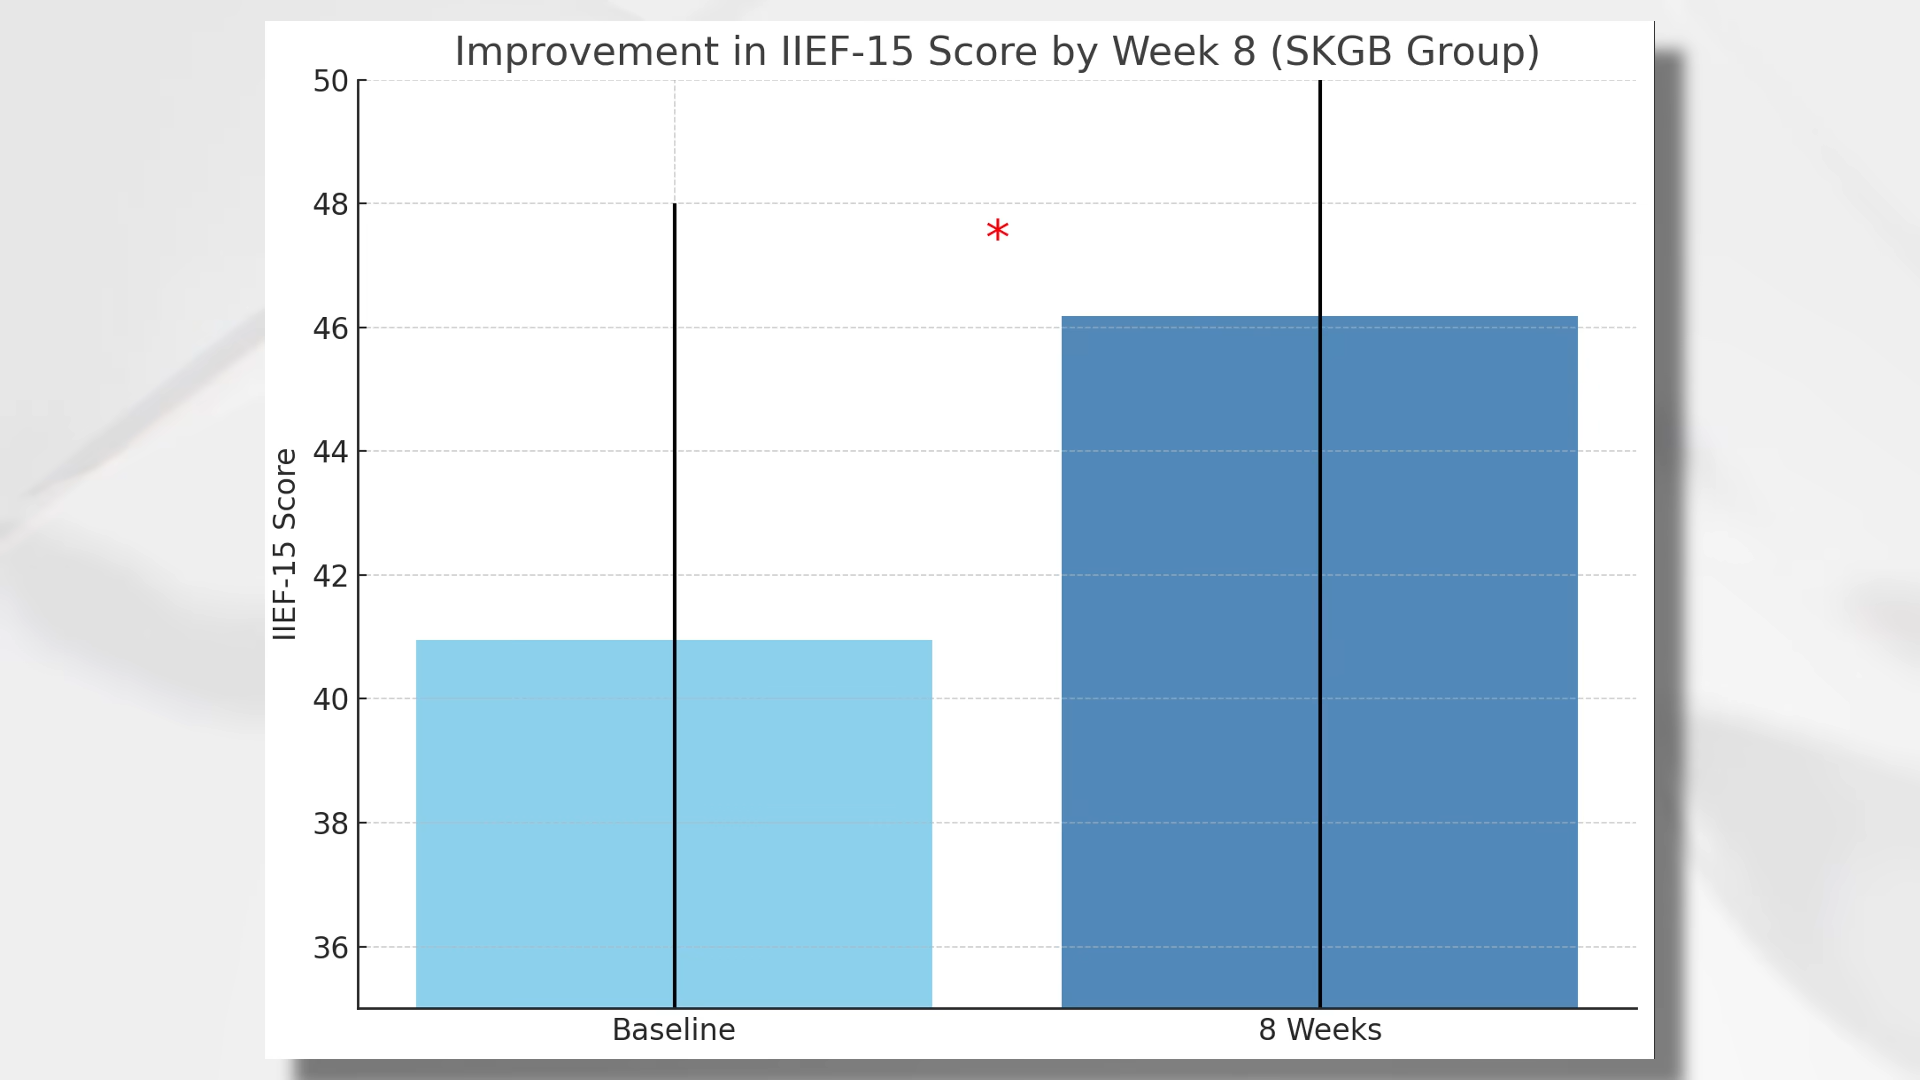 Improvement in IIEF-15 Score by Week 8 (SKGB Group)
50
48
*
46
44
42
40
38
36
IIEF-15 Score
Baseline
8 Weeks